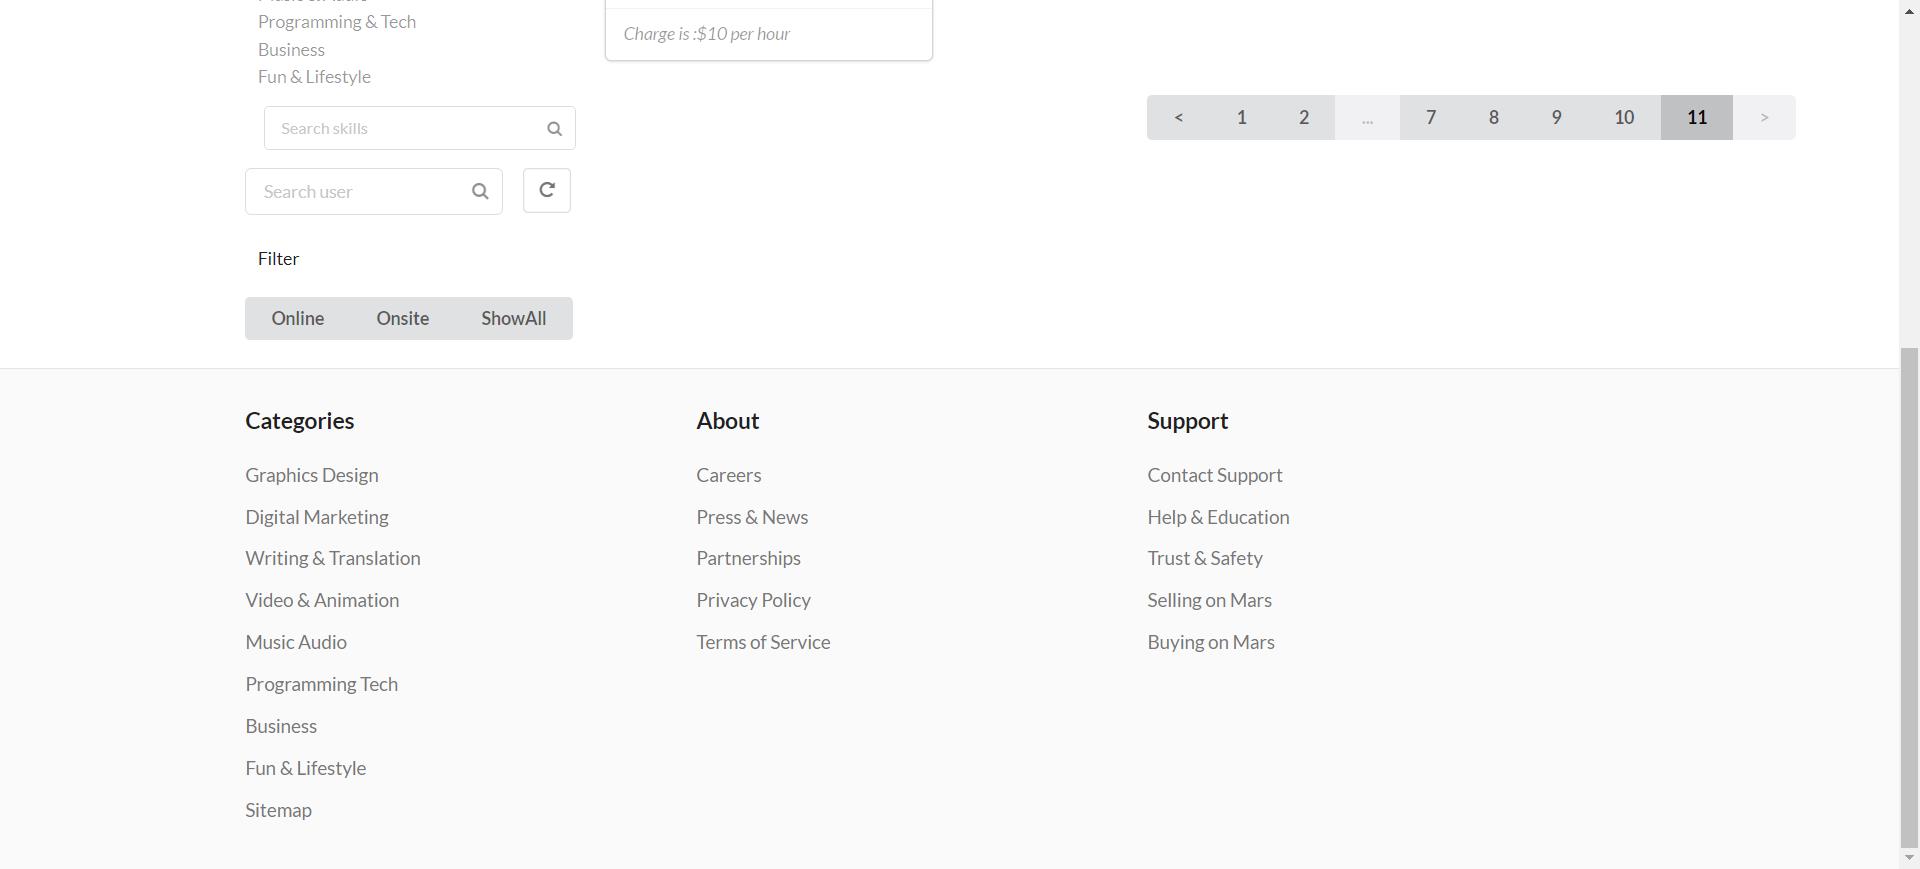 Programming & Tech
Business
Fun & Lifestyle
Search skills
Search user
Filter
Online Onsite ShowAll
Charge is :$10 per hour
< 1 2 ... 7 8 9 10 11 >
Categories
Graphics Design
Digital Marketing
Writing & Translation
Video & Animation
Music Audio
Programming Tech
Business
Fun & Lifestyle
Sitemap
About
Careers
Press & News
Partnerships
Privacy Policy
Terms of Service
Support
Contact Support
Help & Education
Trust & Safety
Selling on Mars
Buying on Mars